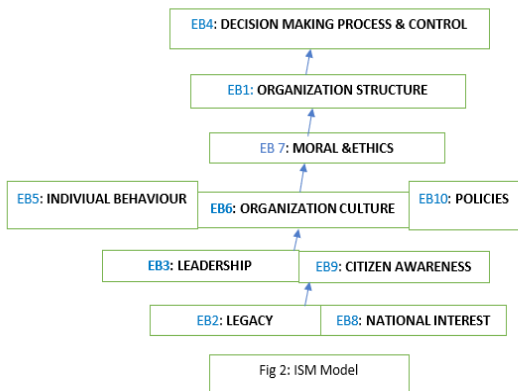 EB4: DECISION MAKING PROCESS & CONTROL
EB1: ORGANIZATION STRUCTURE
EB 7: MORAL &ETHICS
EB5: INDIVIUAL BEHAVIOUR
EB6: ORGANIZATION CULTURE
EB10: POLICIES
EB3: LEADERSHIP
EB9: CITIZEN AWARENESS
EB2: LEGACY
EB8: NATIONAL INTEREST
Fig 2: ISM Model